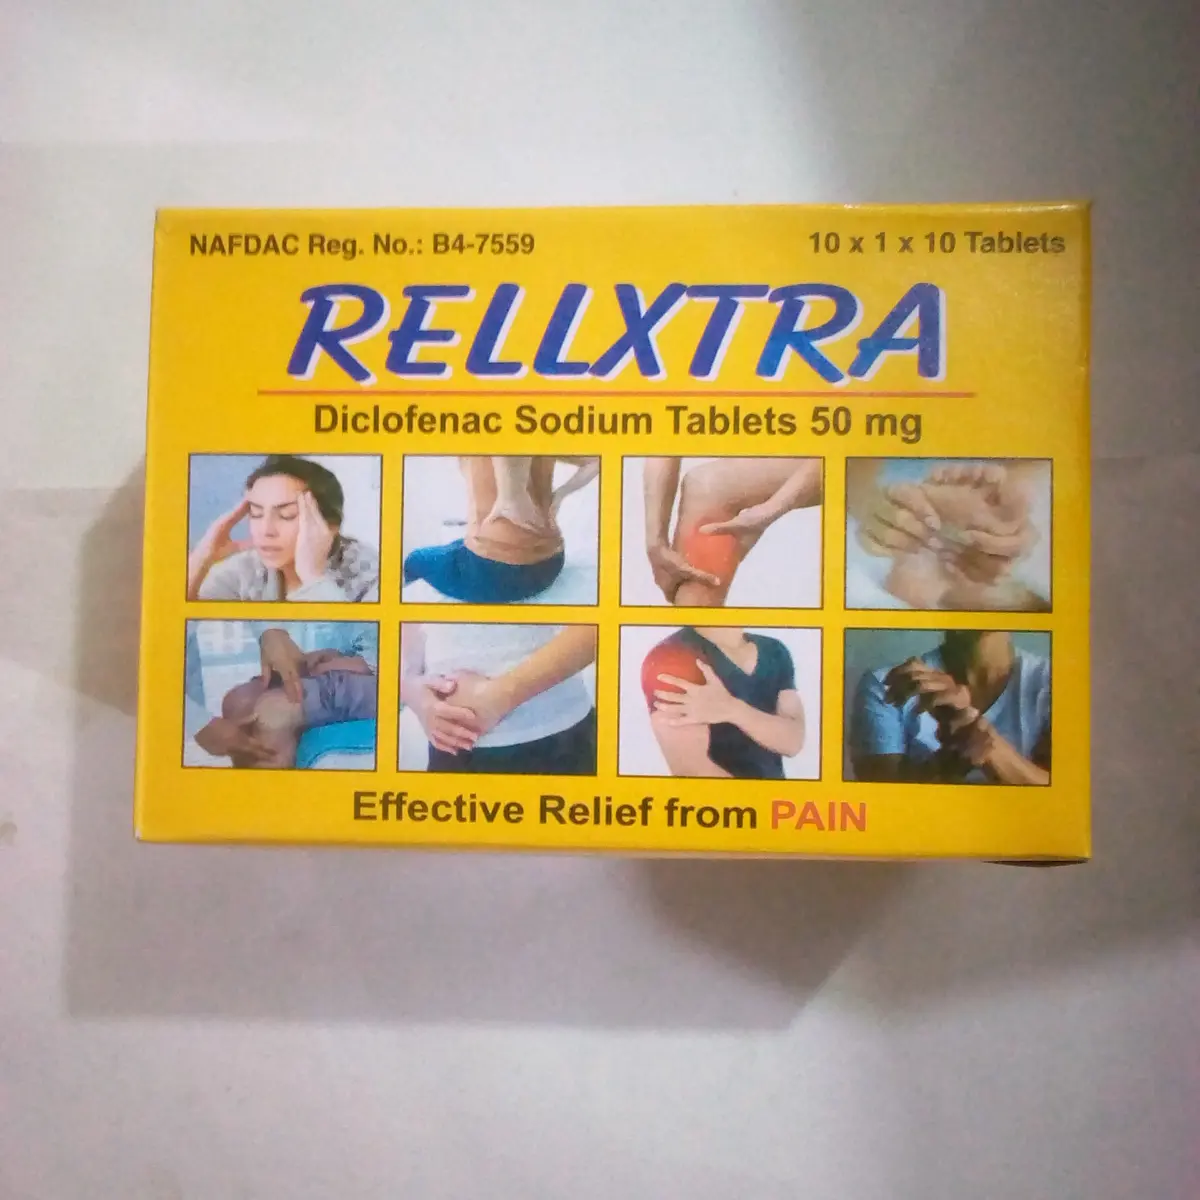 NAFDAC Reg. No.: B4-7559 10 x 1 x 10 Tablets
RELLXTRA
Diclofenac Sodium Tablets 50 mg
Effective Relief from PAIN